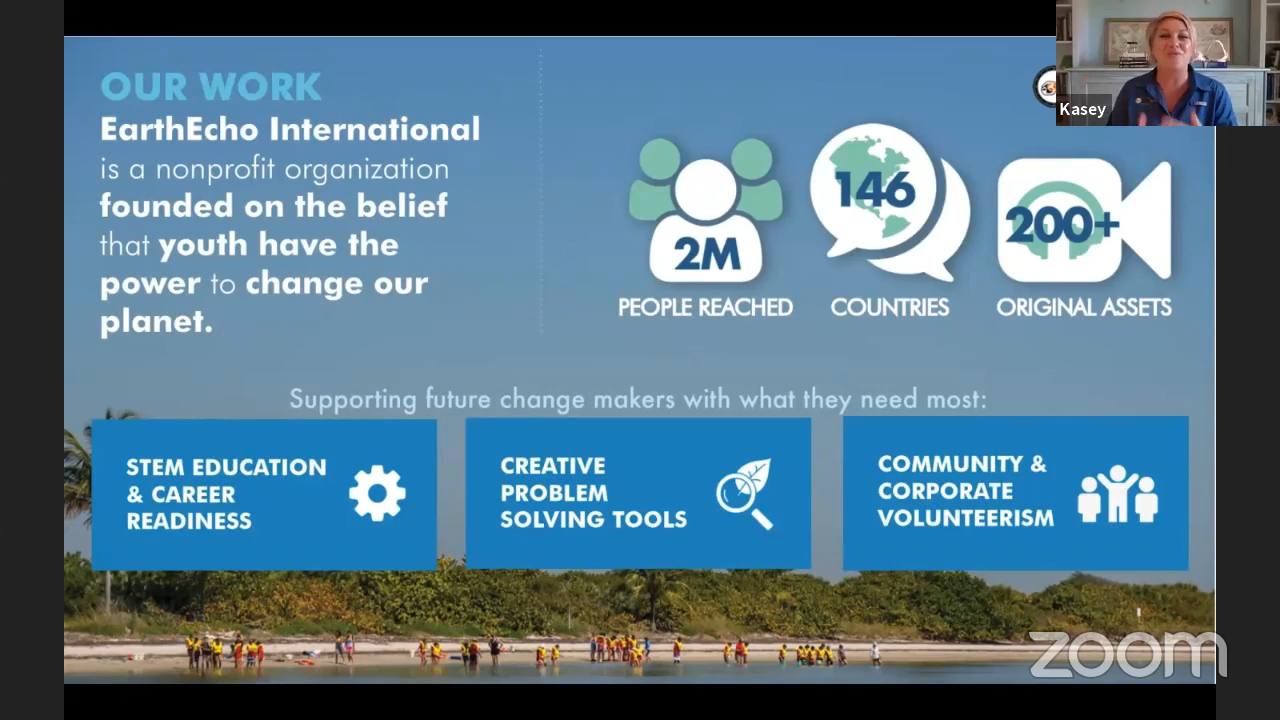 OUR WORK
EarthEcho International
is a nonprofit organization
founded on the belief
that youth have the
power to change our
planet.
2M
PEOPLE REACHED
146
COUNTRIES
200+
ORIGINAL ASSETS
Kasey
Supporting future change makers with what they need most:
STEM EDUCATION
& CAREER
READINESS
CREATIVE
PROBLEM
SOLVING TOOLS
COMMUNITY &
CORPORATE
VOLUNTEERISM
zoom